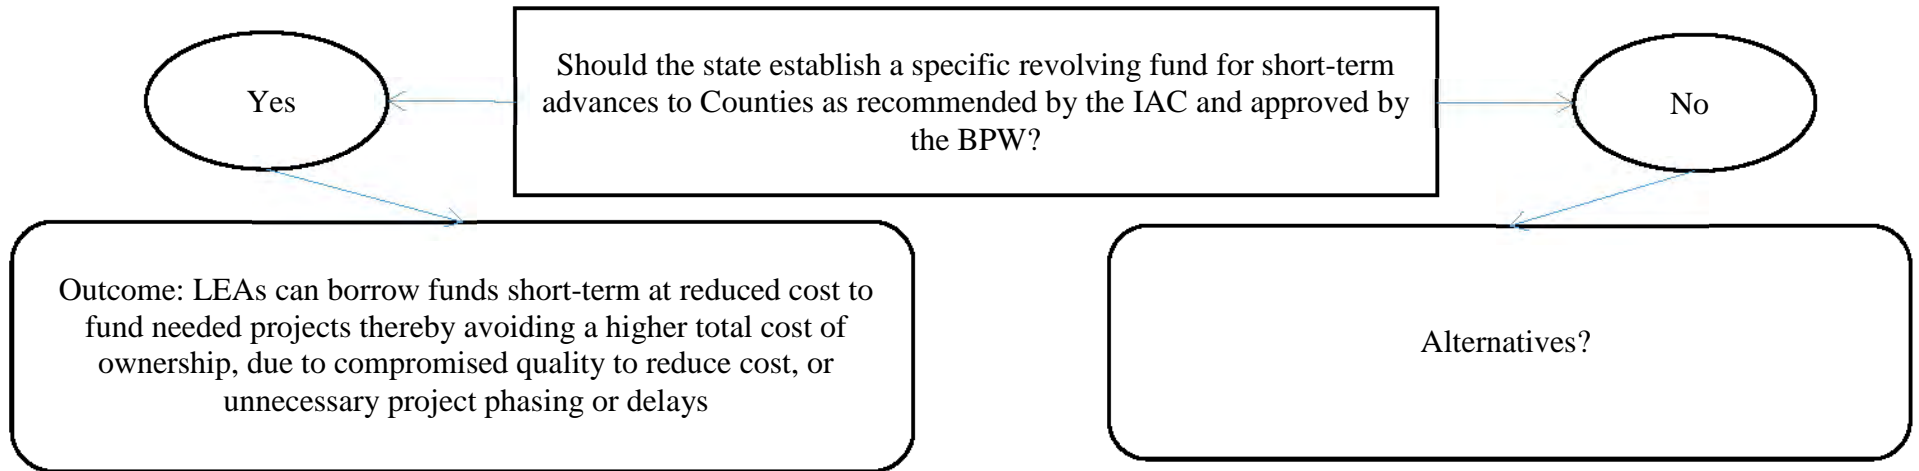 Should the state establish a specific revolving fund for short-term
advances to Counties as recommended by the IAC and approved by
the BPW?
Yes
No
Outcome: LEAs can borrow funds short-term at reduced cost to
fund needed projects thereby avoiding a higher total cost of
ownership, due to compromised quality to reduce cost, or
unnecessary project phasing or delays
Alternatives?